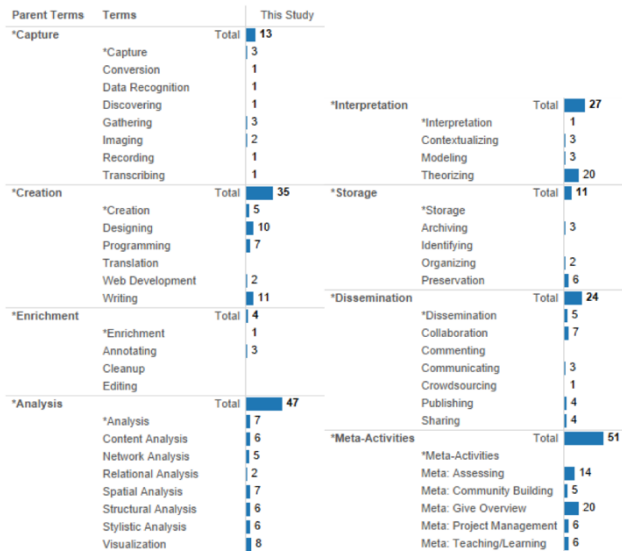 Parent Terms Terms This Study
*Capture Total 13
*Capture 3
Conversion 1
Data Recognition 1
Discovering 1
Gathering 3
Imaging 2
Recording 1
Transcribing 1
*Creation Total 35
*Creation 5
Designing 10
Programming 7
Translation
Web Development 2
Writing 11
*Enrichment Total 4
*Enrichment 1
Annotating 3
Cleanup
Editing
*Analysis Total 47
*Analysis 7
Content Analysis 6
Network Analysis 5
Relational Analysis 2
Spatial Analysis 7
Structural Analysis 6
Stylistic Analysis 6
Visualization 8
*Interpretation Total 27
*Interpretation 1
Contextualizing 3
Modeling 3
Theorizing 20
*Storage Total 11
*Storage
Archiving 3
Identifying
Organizing 2
Preservation 6
*Dissemination Total 24
*Dissemination 5
Collaboration 7
Commenting
Communicating 3
Crowdsourcing 1
Publishing 4
Sharing 4
*Meta-Activities Total 51
*Meta-Activities
Meta: Assessing 14
Meta: Community Building 5
Meta: Give Overview 20
Meta: Project Management 6
Meta: Teaching/Learning 6